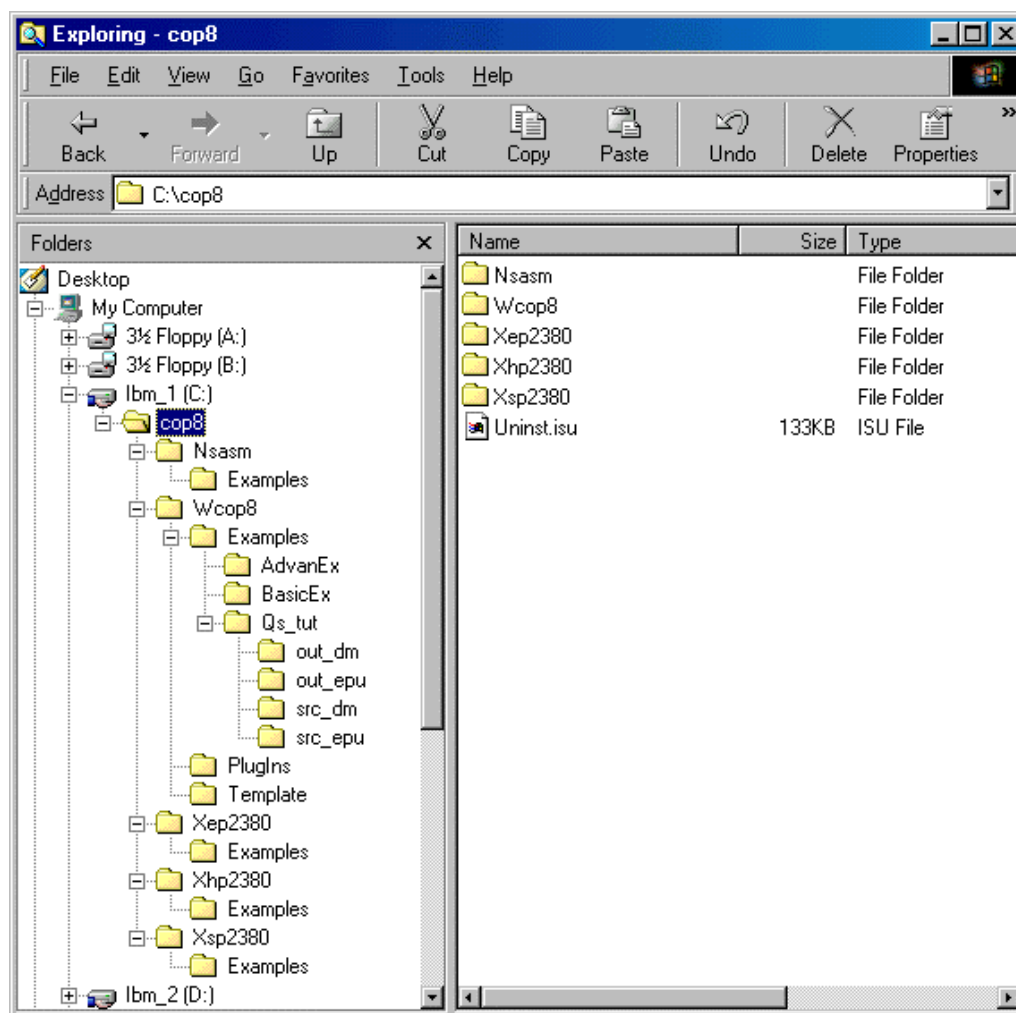 Exploring - cop8
File Edit View Go Favorites Tools Help
Back Forward Up Cut Copy Paste Undo Delete Properties »
Address C:\cop8
Folders
Name Size Type
Desktop
My Computer
3½ Floppy (A:)
3½ Floppy (B:)
Ibm_1 (C:)
cop8
Nsasm
Examples
Wcop8
Examples
AdvanEx
BasicEx
Qs_tut
out_dm
out_epu
src_dm
src_epu
PlugIns
Template
Xep2380
Examples
Xhp2380
Examples
Xsp2380
Examples
Ibm_2 (D:)
Nsasm File Folder
Wcop8 File Folder
Xep2380 File Folder
Xhp2380 File Folder
Xsp2380 File Folder
Uninst.isu 133KB ISU File